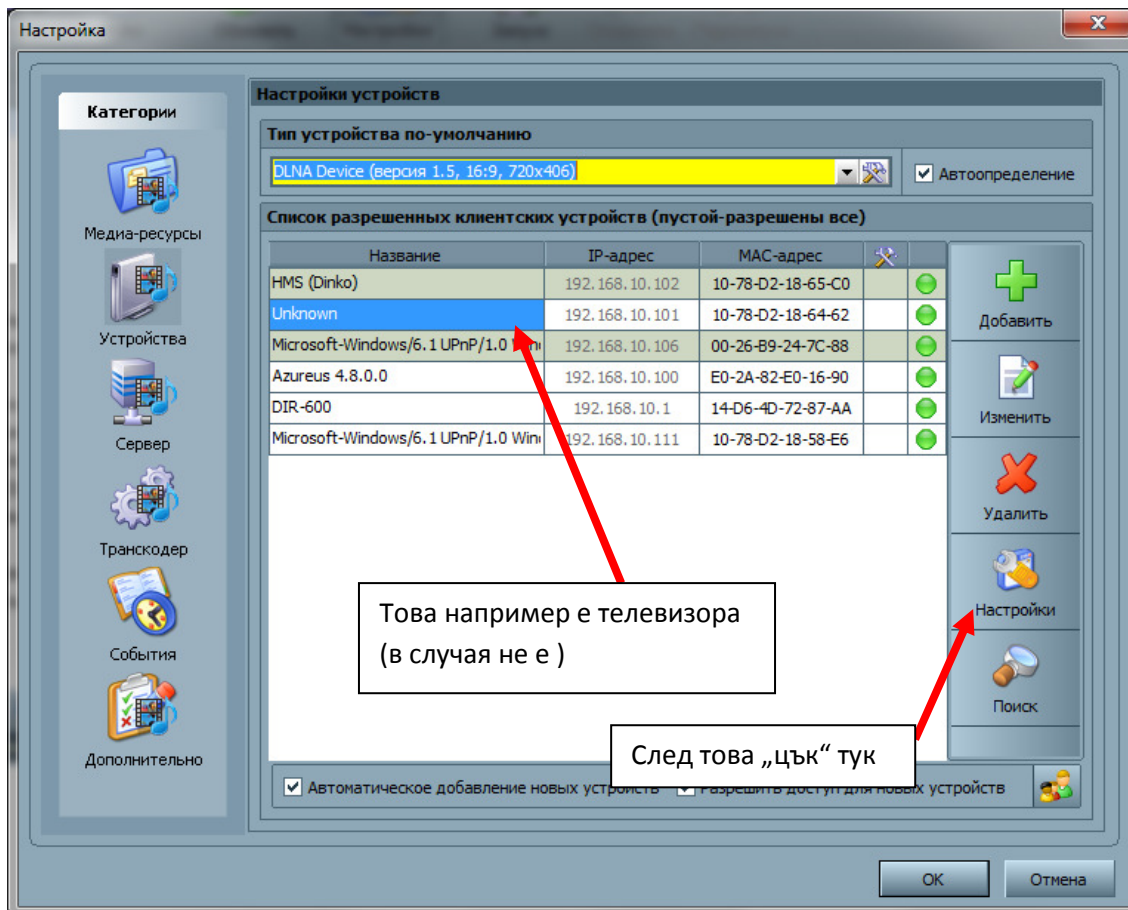 Настройка
Категории
Медиа-ресурсы
Устройства
Сервер
Транскодер
События
Дополнительно
Настройки устройств
Тип устройства по-умолчанию
DLNA Device (версия 1.5, 16:9, 720x406)
Автоопределение
Список разрешенных клиентских устройств (пустой-разрешены все)
Название IP-адрес MAC-адрес
HMS (Dinko) 192.168.10.102 10-78-D2-18-65-C0
Unknown 192.168.10.101 10-78-D2-18-64-62
Microsoft-Windows/6.1 UPnP/1.0 192.168.10.106 00-26-B9-24-7C-88
Azureus 4.8.0.0 192.168.10.100 E0-2A-82-E0-16-90
DIR-600 192.168.10.1 14-D6-4D-72-87-AA
Microsoft-Windows/6.1 UPnP/1.0 Win 192.168.10.111 10-78-D2-18-58-E6
Добавить
Изменить
Удалить
Настройки
Поиск
Това например е телевизора
(в случая не е )
След това „цък“ тук
Автоматическое добавление новых устройств Разрешить доступ для новых устройств
OK Отмена